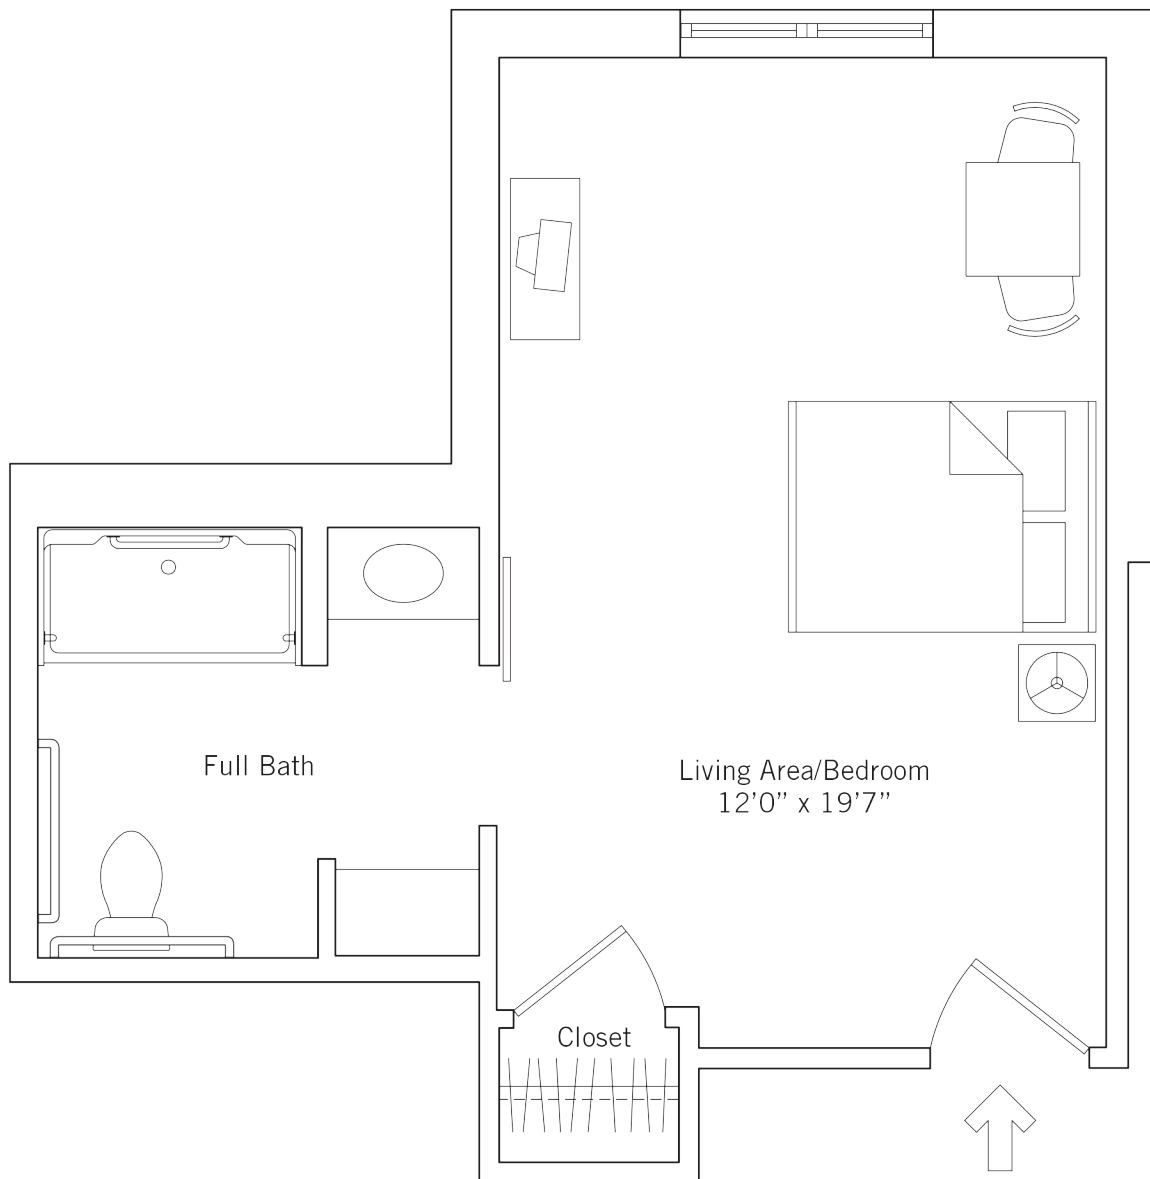 Full Bath
Living Area/Bedroom
12’0” x 19’7”
Closet